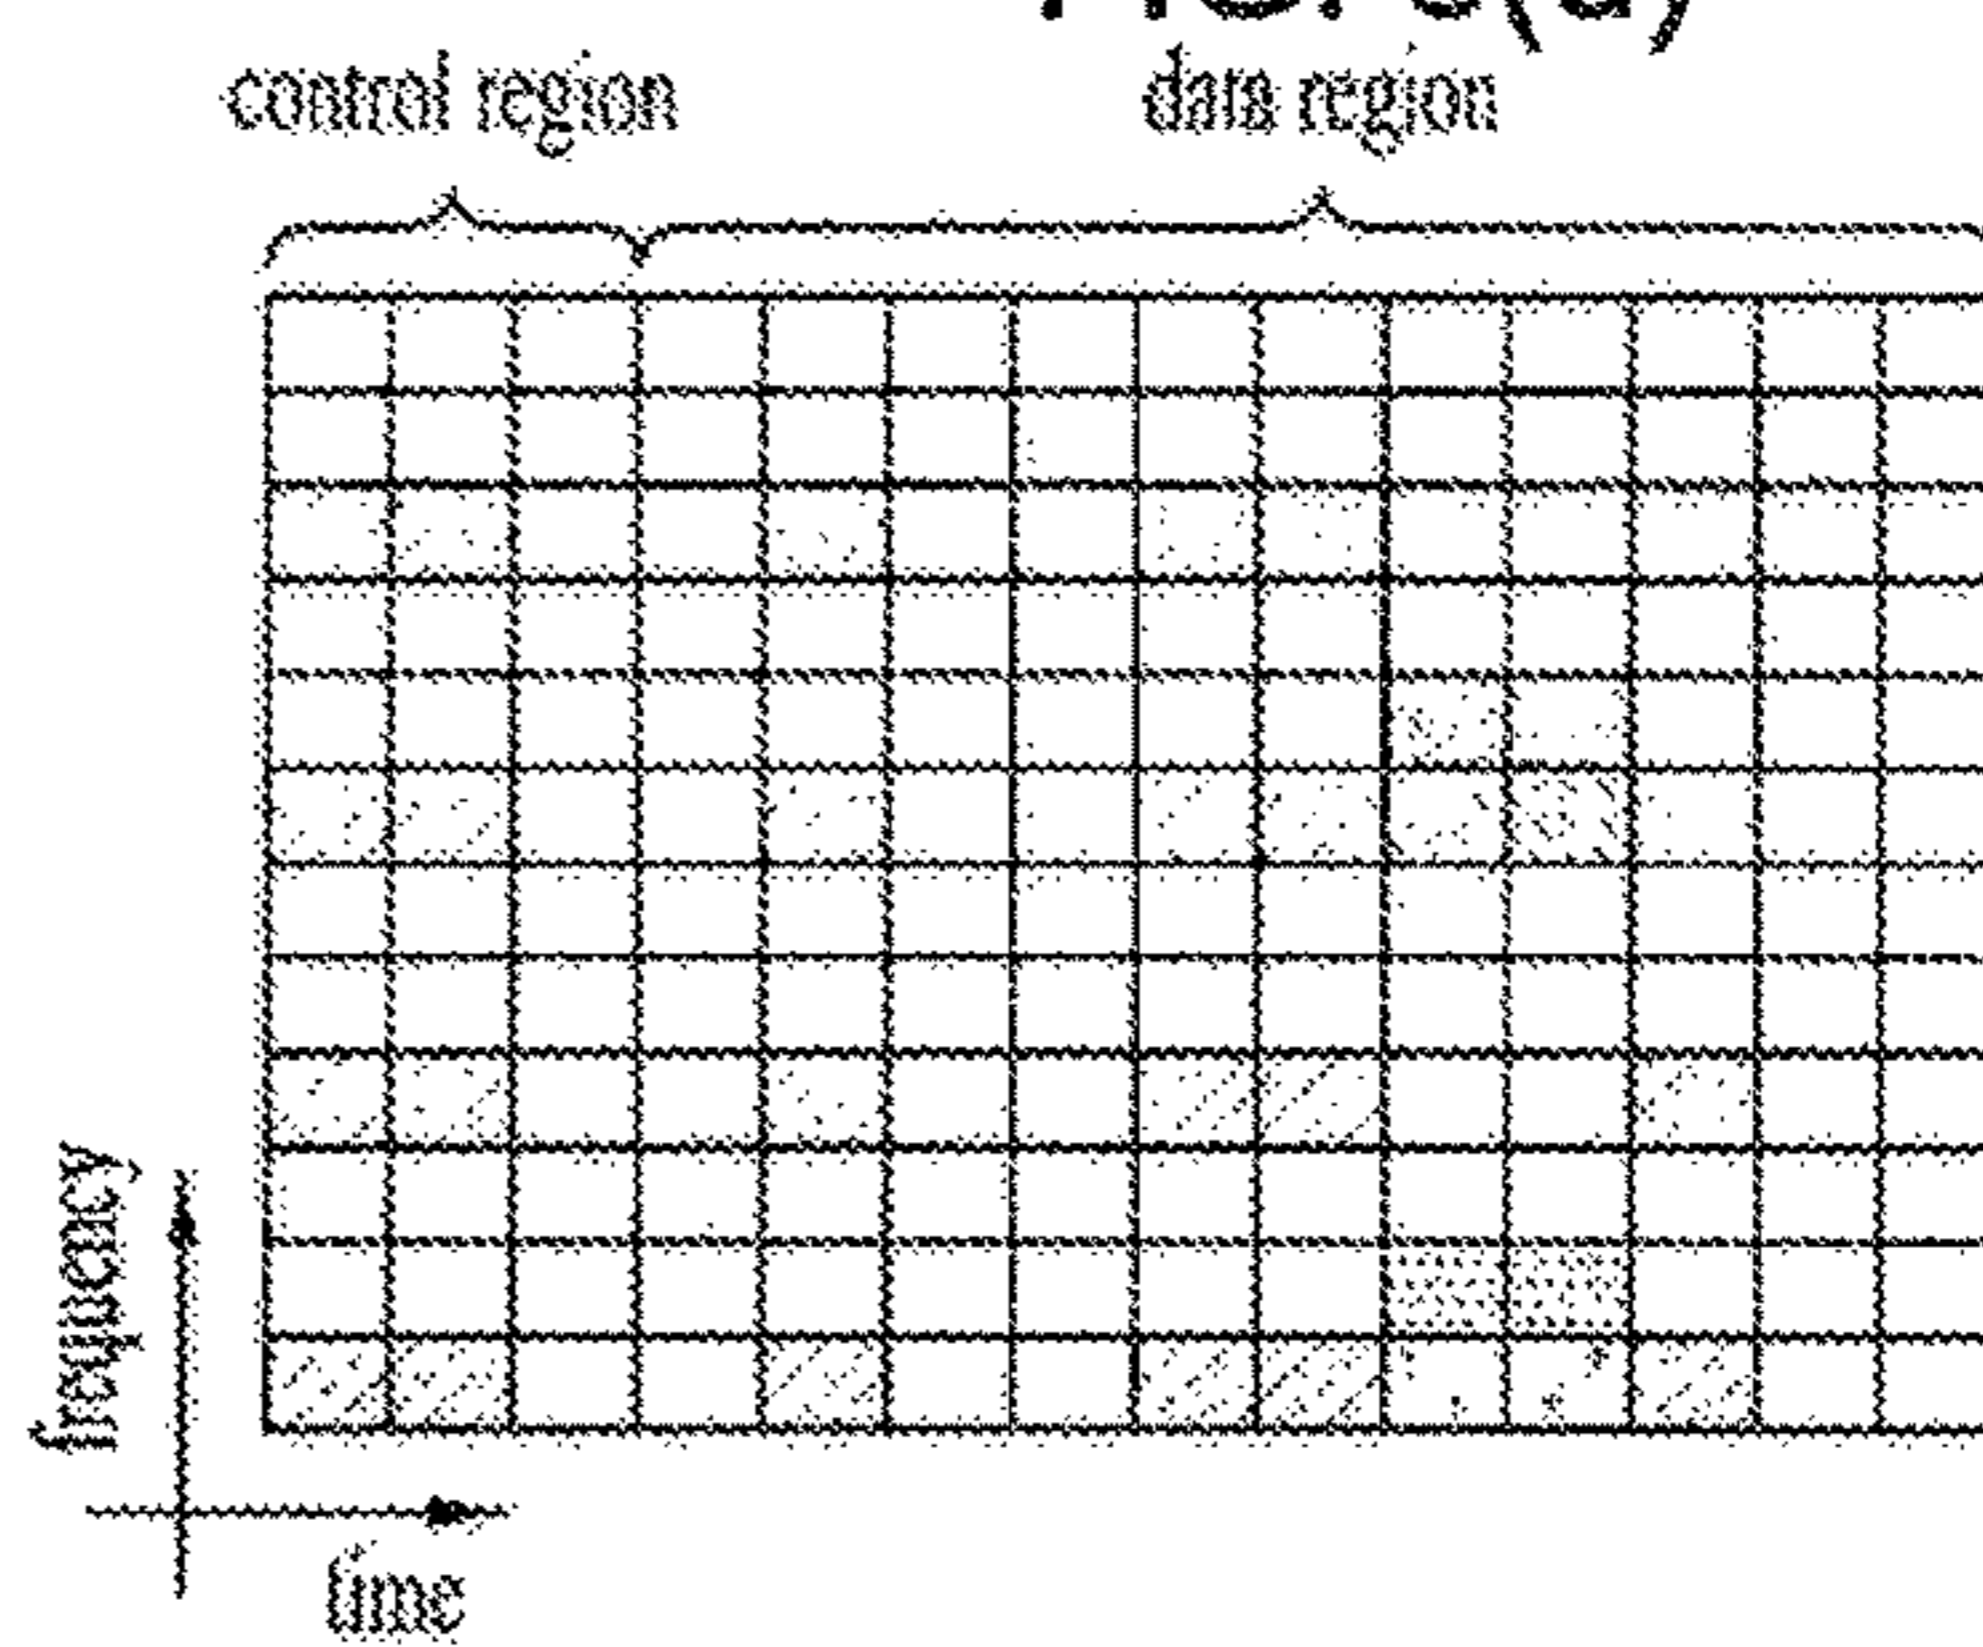 control region
data region
frequency
time